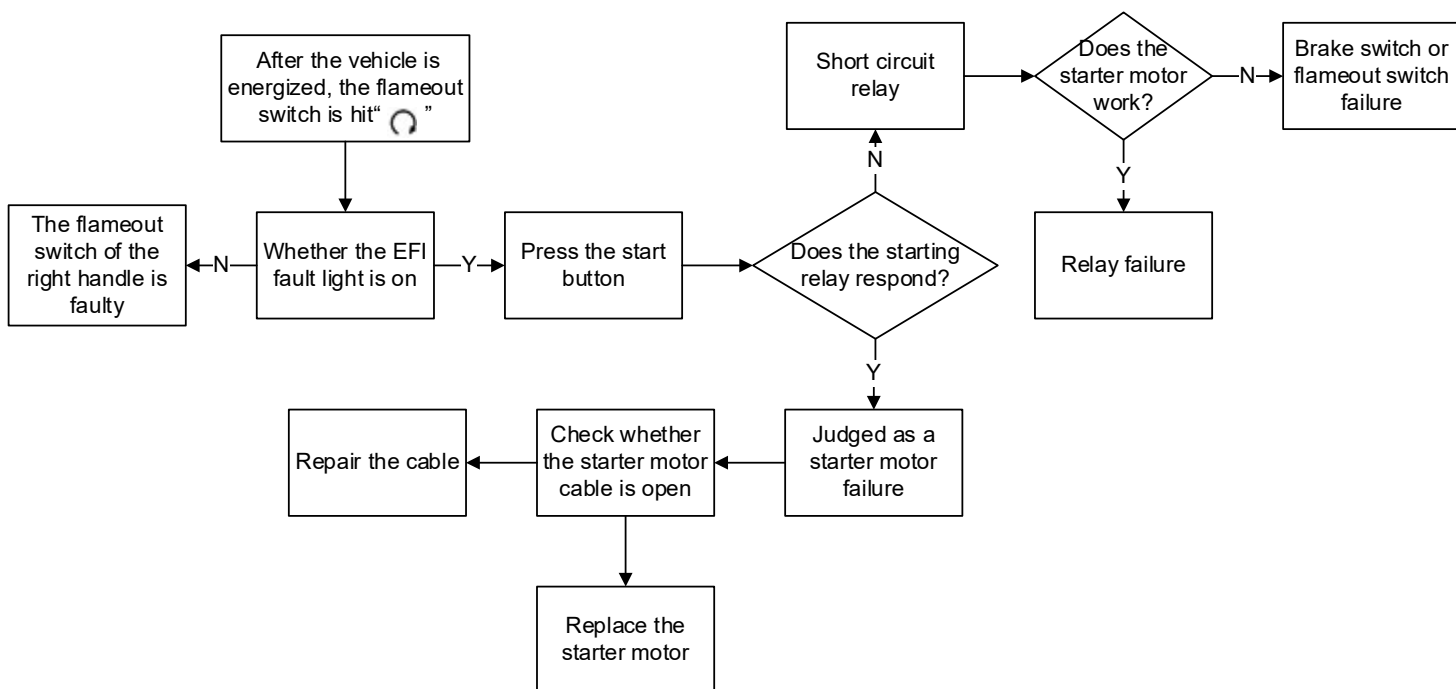 After the vehicle is
energized, the flameout
switch is hit“ ”
Short circuit
relay
Does the
starter motor
work?
N
Brake switch or
flameout switch
failure
N
Y
The flameout
switch of the
right handle is
faulty
N
Whether the EFI
fault light is on
Y
Press the start
button
Does the starting
relay respond?
Relay failure
Y
Repair the cable
Check whether
the starter motor
cable is open
Judged as a
starter motor
failure
Replace the
starter motor